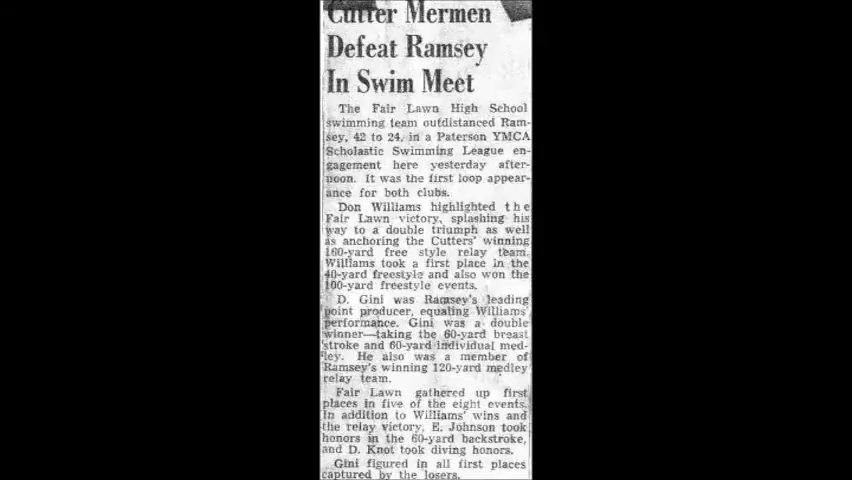 Cutter Mermen
Defeat Ramsey
In Swim Meet
The Fair Lawn High School
swimming team outdistanced Ram-
sey, 42 to 24, in a Paterson YMCA
Scholastic Swimming League en-
gagement here yesterday after-
noon. It was the first loop appear-
ance for both clubs.
Don Williams highlighted the
Fair Lawn victory, splashing his
way to a double triumph as well
as anchoring the Cutters' winning
160-yard free style relay team.
Williams took a first place in the
40-yard freestyle and also won the
100-yard freestyle events.
D. Gini was Ramsey's leading
point producer, equaling Williams'
performance. Gini was a double
winner—taking the 60-yard breast
stroke and 60-yard individual med-
ley. He also was a member of
Ramsey's winning 120-yard medley
relay team.
Fair Lawn gathered up first
places in five of the eight events.
In addition to Williams' wins and
the relay victory, E. Johnson took
honors in the 60-yard backstroke,
and D. Knot took diving honors.
Gini figured in all first places
captured by the losers.